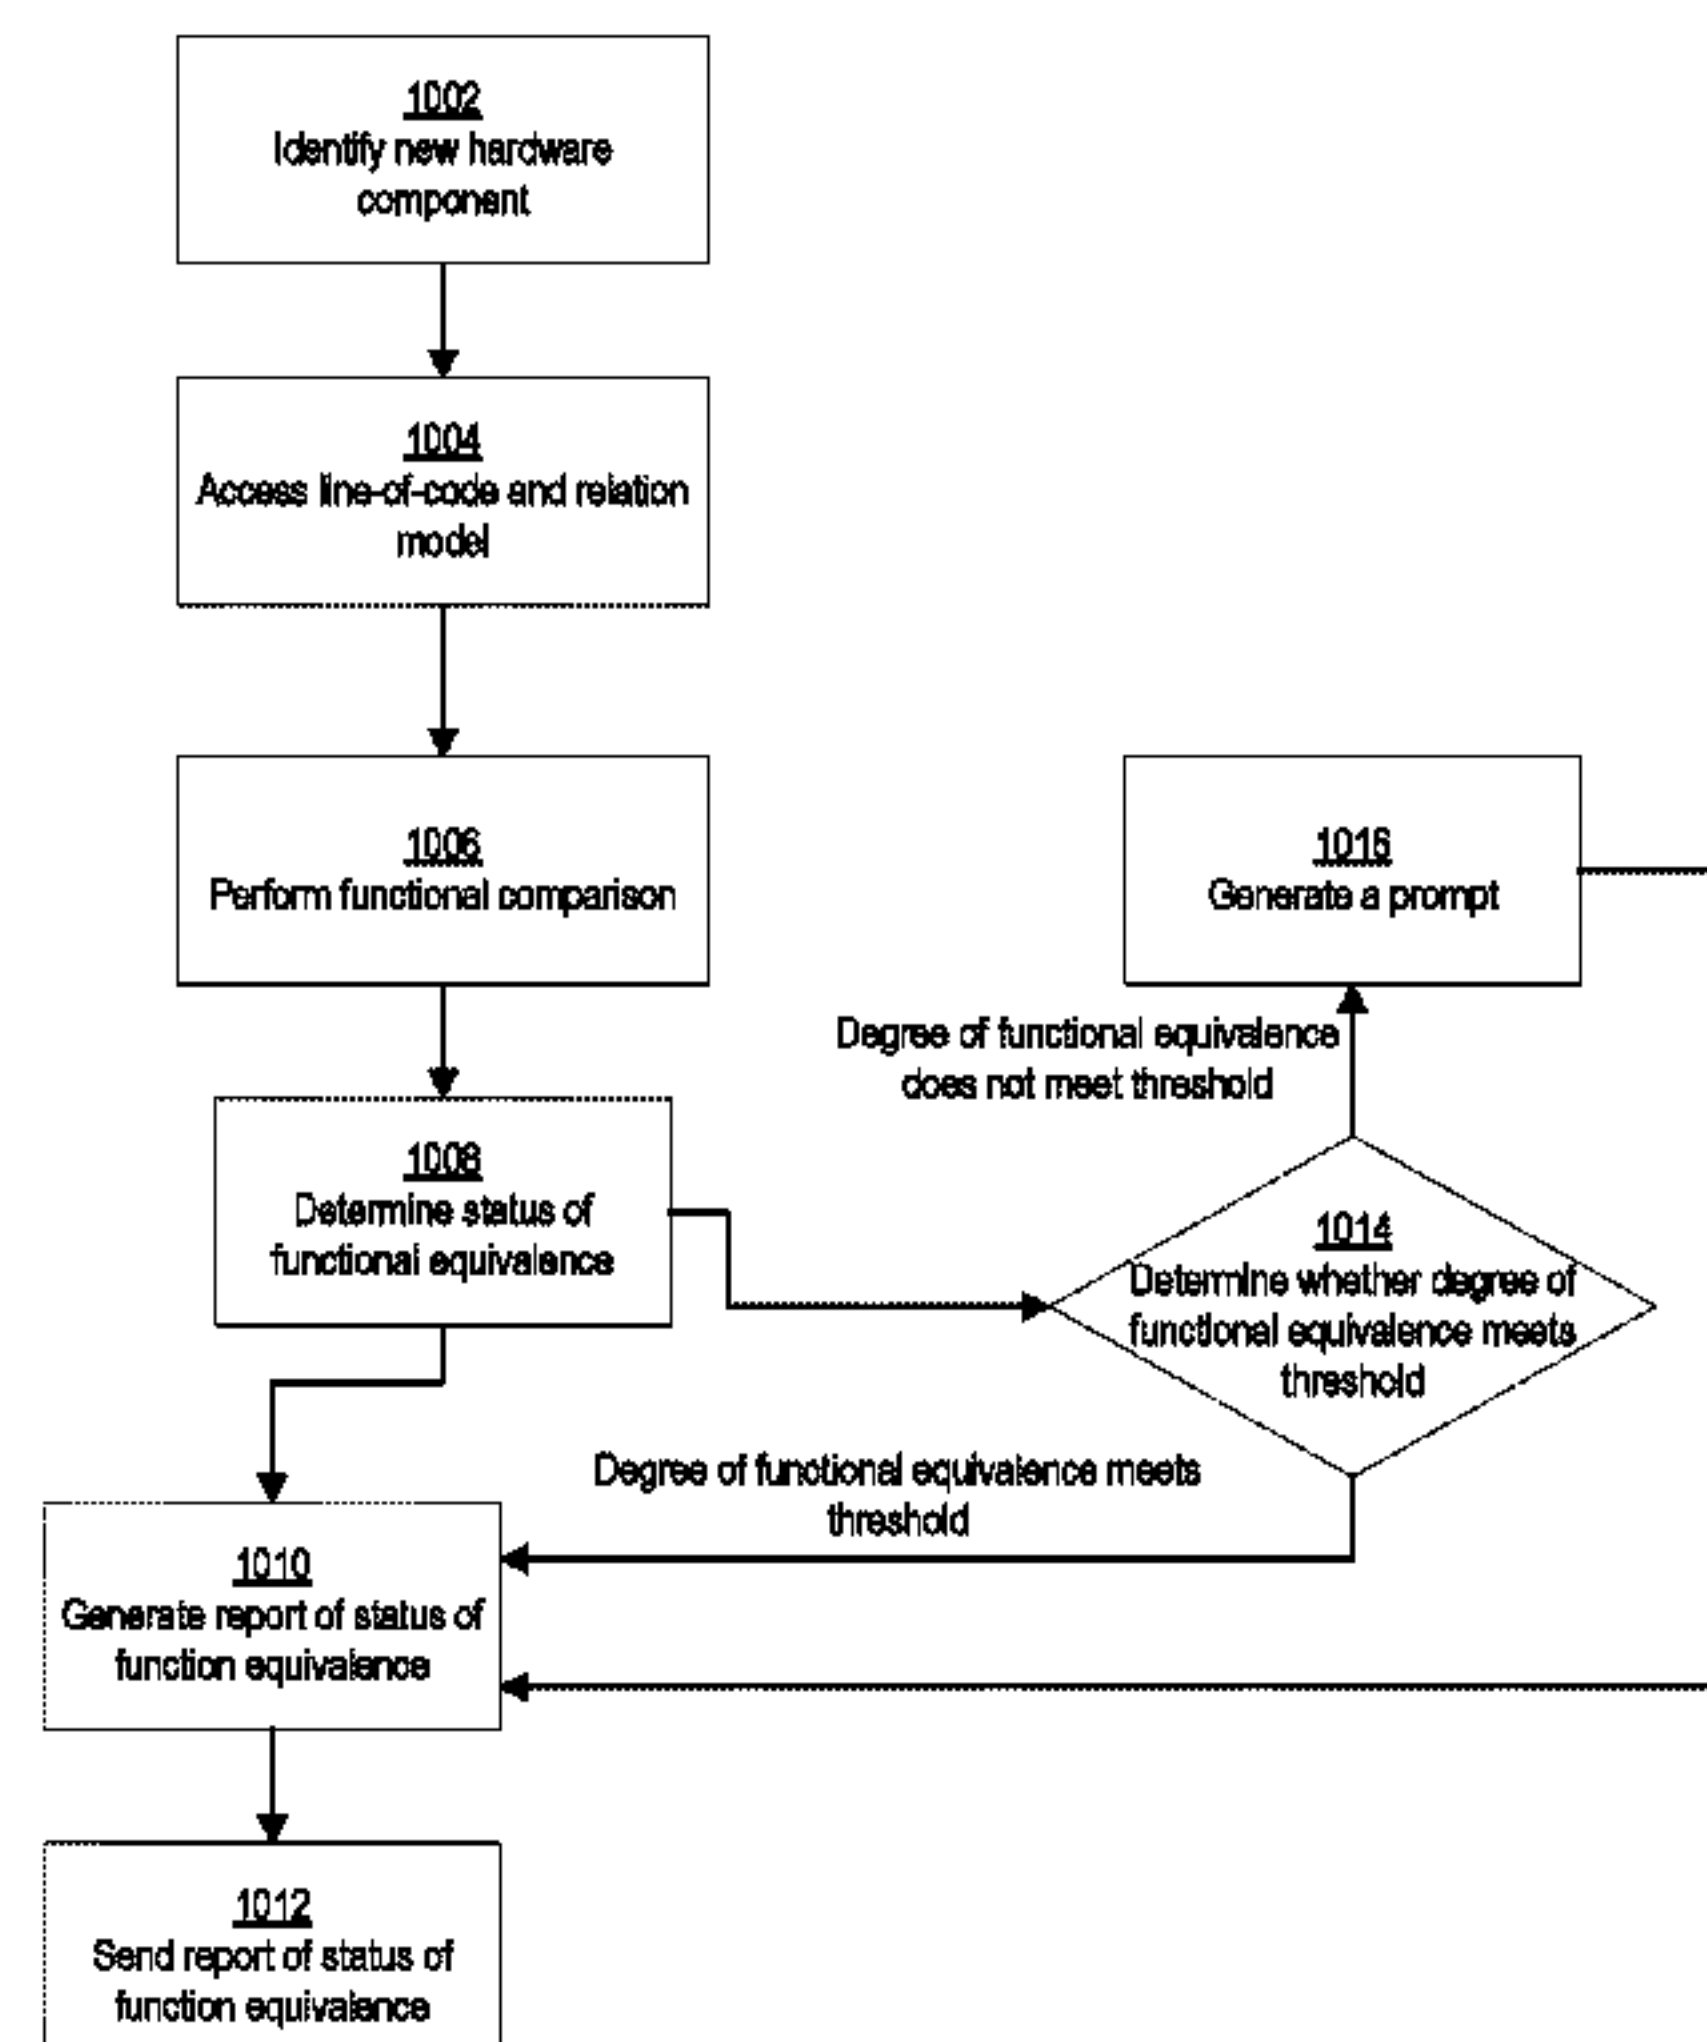 1002
Identify new hardware
component
1004
Access line-of-code and relation
model
1006
Perform functional comparison
1016
Generate a prompt
Degree of functional equivalence
does not meet threshold
1008
Determine status of
functional equivalence
1014
Determine whether degree of
functional equivalence meets
threshold
Degree of functional equivalence meets
threshold
1010
Generate report of status of
function equivalence
1012
Send report of status of
function equivalence